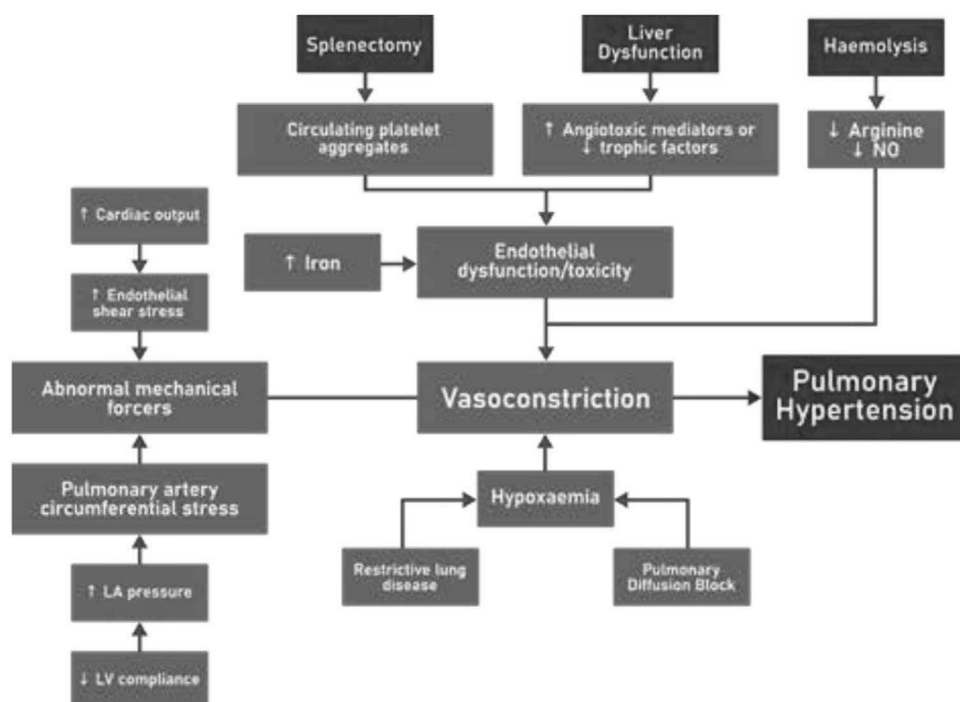 Splenectomy
Liver
Dysfunction
Haemolysis
Circulating platelet
aggregates
↑ Angiotoxic mediators or
↓ trophic factors
↓ Arginine
↓ NO
↑ Cardiac output
↑ Iron
Endothelial
dysfunction/toxicity
↑ Endothelial
shear stress
Abnormal mechanical
forcers
Vasoconstriction
Pulmonary
Hypertension
Pulmonary artery
circumferential stress
Hypoxaemia
Restrictive lung
disease
Pulmonary
Diffusion Block
↑ LA pressure
↓ LV compliance